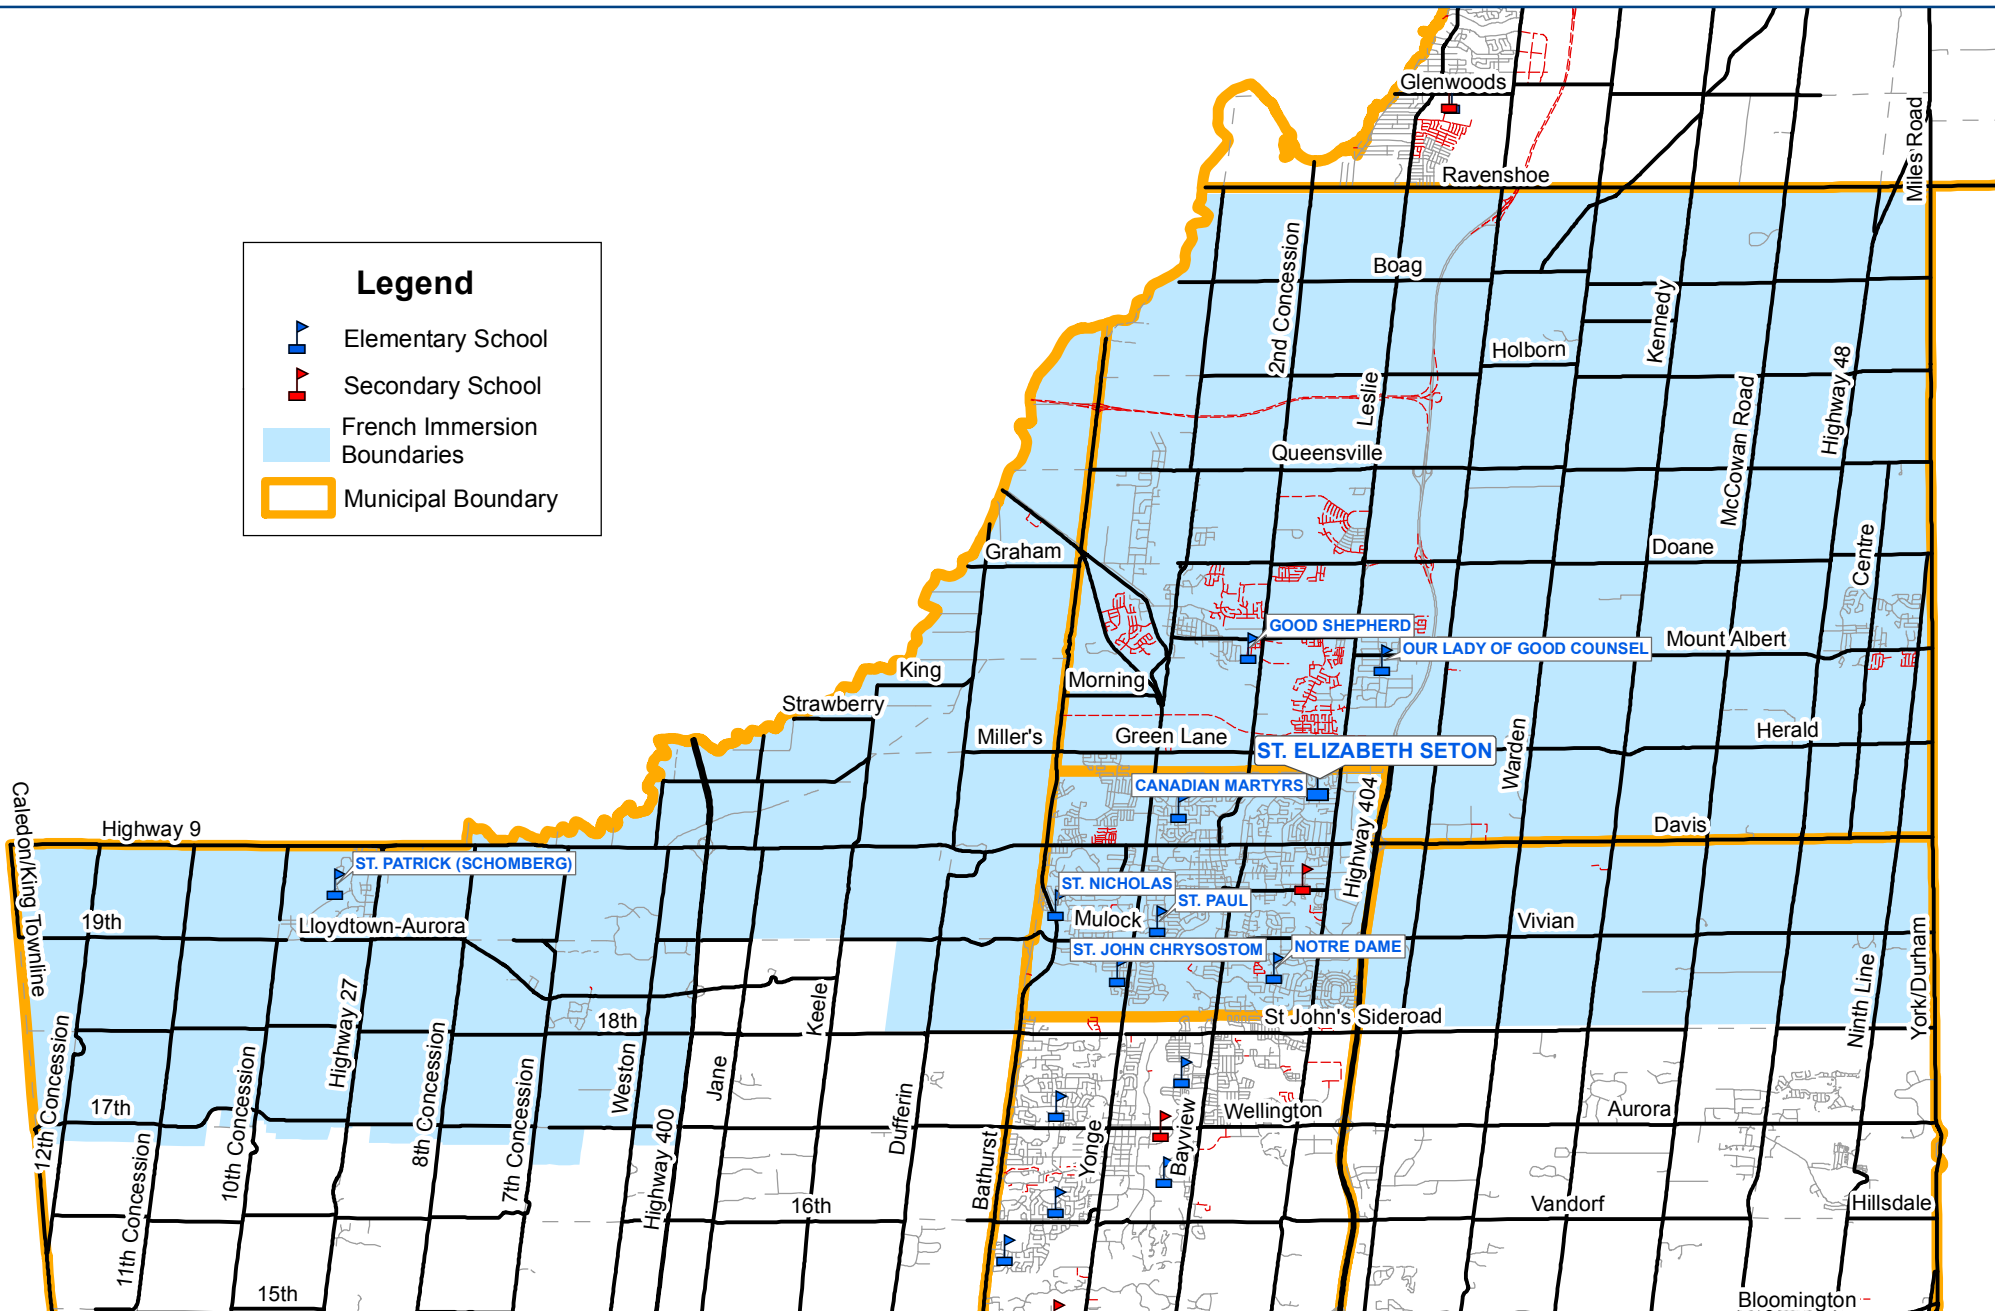 Glenwoods
Miles Road
Ravenshoe
2nd Concession
Boag
Legend
Elementary School
Secondary School
French Immersion
Boundaries
Municipal Boundary
Kennedy
Holborn
Highway 48
Leslie
McCowan Road
Queensville
Graham
Doane
Centre
GOOD SHEPHERD
OUR LADY OF GOOD COUNSEL
Mount Albert
King
Morning
Strawberry
Miller's
Green Lane
ST. ELIZABETH SETON
Warden
Herald
CANADIAN MARTYRS
Highway 404
Caledon/King Townline
Highway 9
Davis
ST. PATRICK (SCHOMBERG)
ST. NICHOLAS
ST. PAUL
19th
Lloydtown-Aurora
Mulock
Vivian
ST. JOHN CHRYSOSTOM
NOTRE DAME
York/Durham
Ninth Line
Highway 27
Keele
18th
St John's Sideroad
12th Concession
10th Concession
8th Concession
7th Concession
Weston
Jane
Dufferin
17th
Wellington
Aurora
11th Concession
Highway 400
Bathurst
Yonge
Bayview
16th
Vandorf
Hillsdale
15th
Bloomington